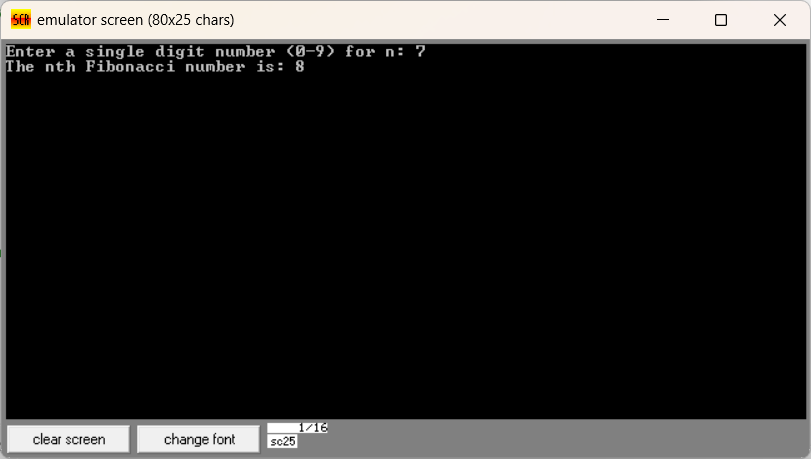 SCR emulator screen (80x25 chars)
Enter a single digit number (0-9) for n: 7
The nth Fibonacci number is: 8
clear screen
change font
1/16
sc25